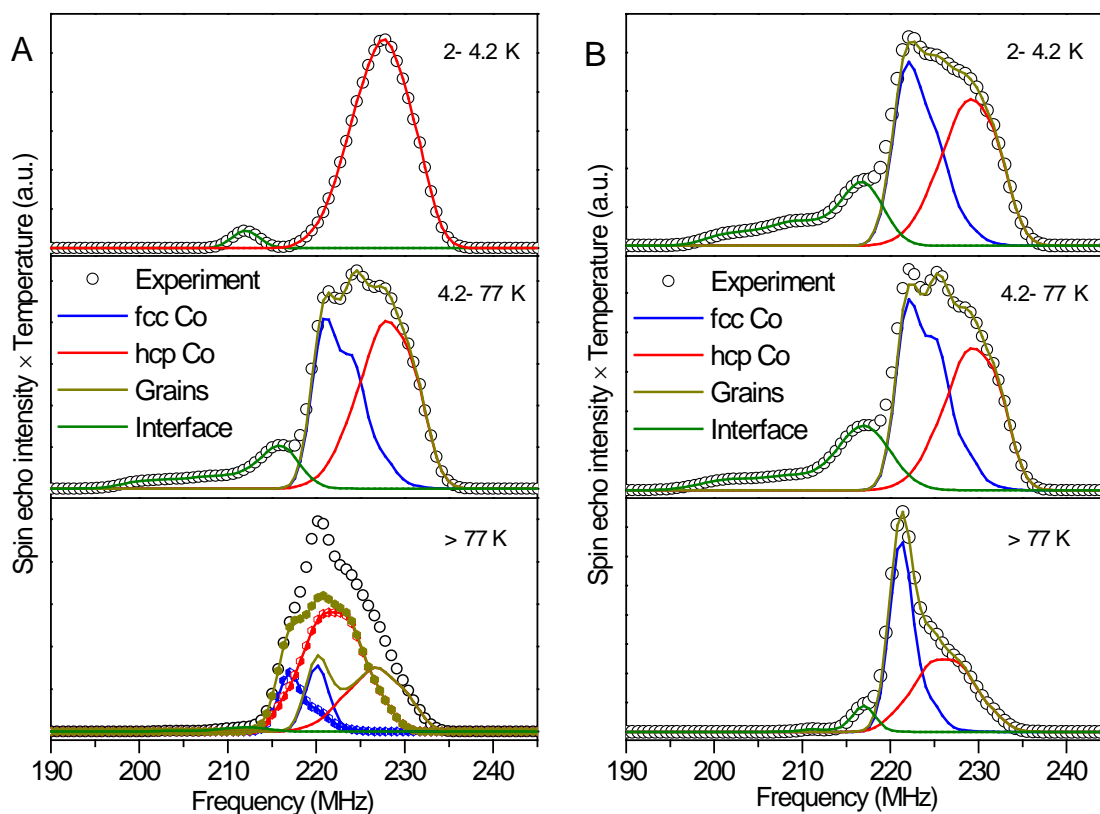 A
2- 4.2 K
Spin echo intensity × Temperature (a.u.)
Experiment
fcc Co
hcp Co
Grains
Interface
4.2- 77 K
> 77 K
190 200 210 220 230 240
Frequency (MHz)
B
2- 4.2 K
Spin echo intensity × Temperature (a.u.)
Experiment
fcc Co
hcp Co
Grains
Interface
4.2- 77 K
> 77 K
190 200 210 220 230 240
Frequency (MHz)